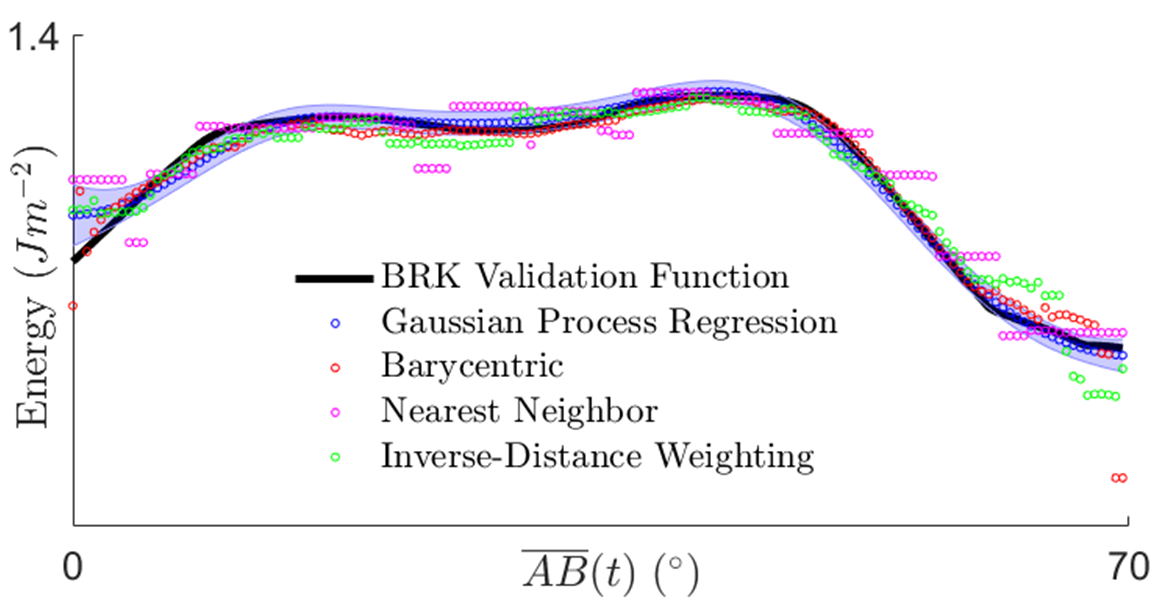 1.4
Energy (Jm⁻²)
BRK Validation Function
Gaussian Process Regression
Barycentric
Nearest Neighbor
Inverse-Distance Weighting
0
A̅B̅(t) (°)
70